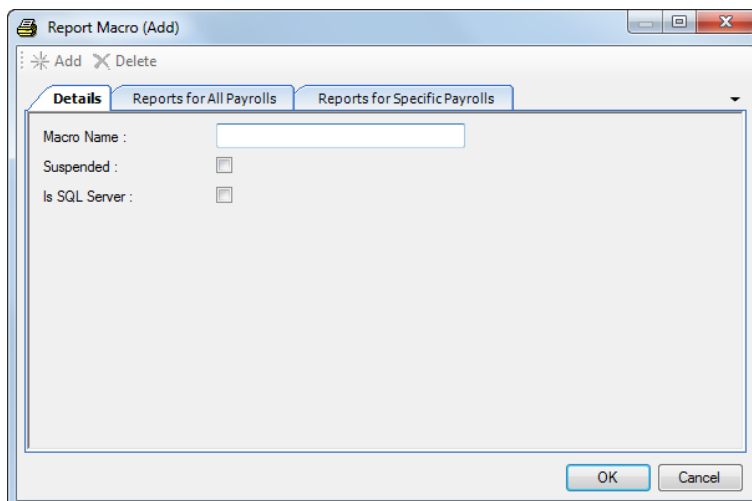 Report Macro (Add)
Add Delete
Details Reports for All Payrolls Reports for Specific Payrolls
Macro Name :
Suspended :
Is SQL Server :
OK Cancel